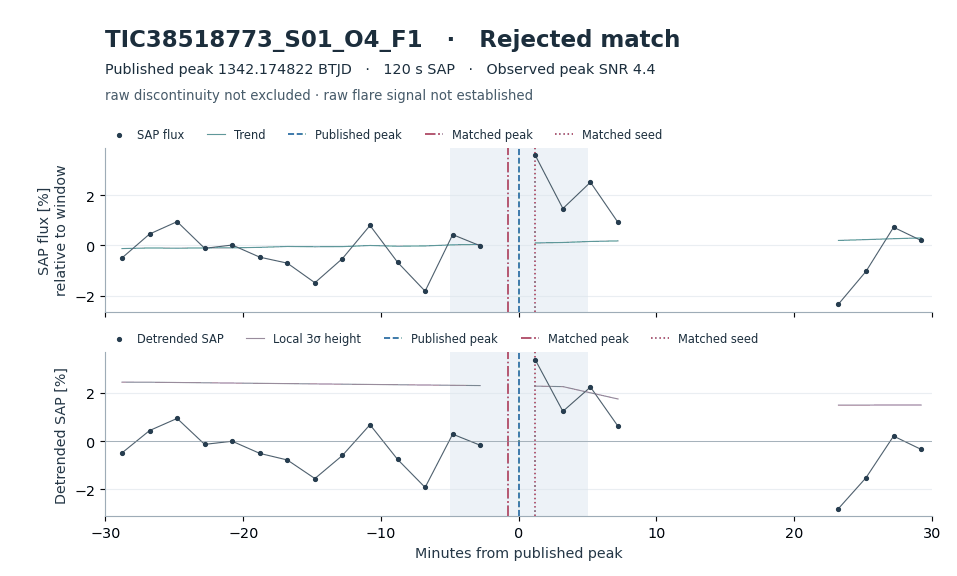 TIC38518773_S01_O4_F1 · Rejected match
Published peak 1342.174822 BTJD · 120 s SAP · Observed peak SNR 4.4
raw discontinuity not excluded · raw flare signal not established
SAP flux Trend Published peak Matched peak Matched seed
SAP flux [%]
relative to window
2
0
−2
Detrended SAP Local 3σ height Published peak Matched peak Matched seed
Detrended SAP [%]
2
0
−2
−30 −20 −10 0 10 20 30
Minutes from published peak